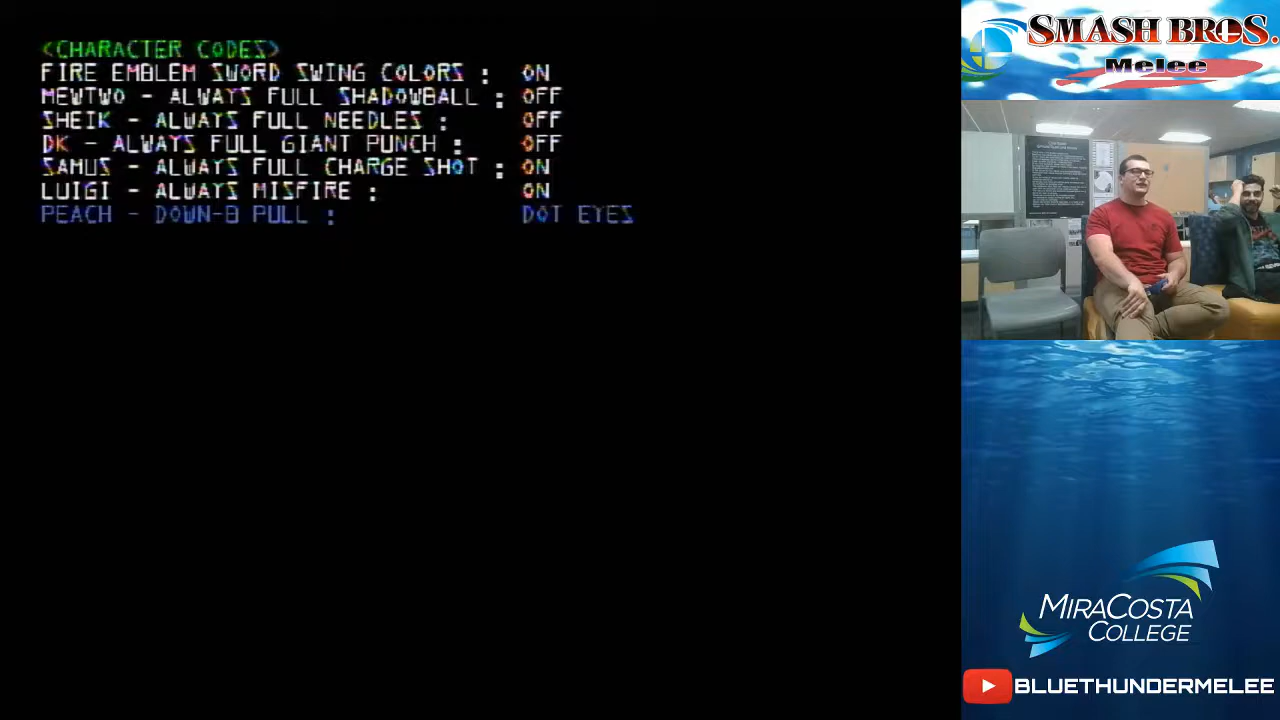 <CHARACTER CODES>
FIRE EMBLEM SWORD SWING COLORS : ON
MEWTWO - ALWAYS FULL SHADOWBALL : OFF
SHEIK - ALWAYS FULL NEEDLES : OFF
DK - ALWAYS FULL GIANT PUNCH : OFF
SAMUS - ALWAYS FULL CHARGE SHOT : ON
LUIGI - ALWAYS MISFIRE : ON
PEACH - DOWN-B PULL : DOT EYES
SMASH BROS.
Melee
MIRACOSTA
COLLEGE
BLUETHUNDERMELEE